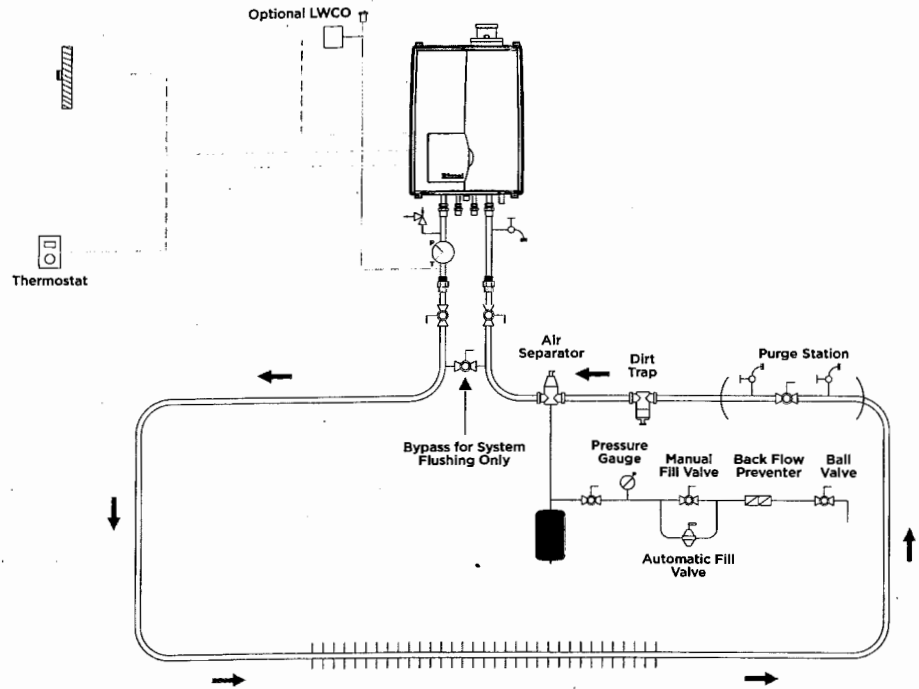 Optional LWCO
Rinnai
P
T
Thermostat
Air
Separator
Dirt
Trap
Purge Station
Bypass for System
Flushing Only
Pressure
Gauge
Manual
Fill Valve
Back Flow
Preventer
Ball
Valve
Automatic Fill
Valve